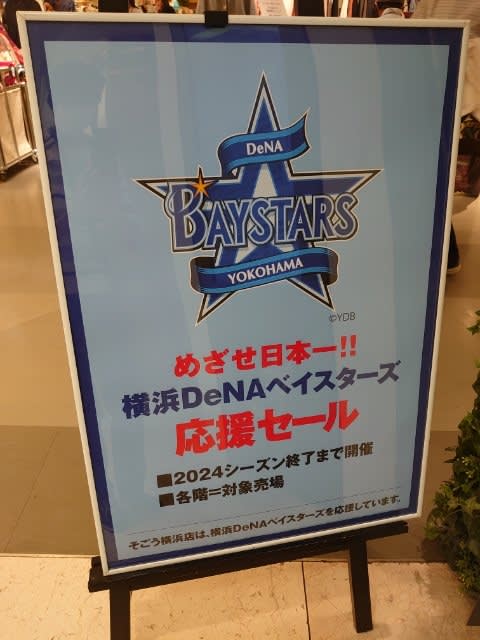 DeNA
BAYSTARS
YOKOHAMA
©YDB
めざせ日本一!!
横浜DeNAベイスターズ
応援セール
■2024シーズン終了まで開催
■各階=対象売場
そごう横浜店は、横浜DeNAベイスターズを応援しています。